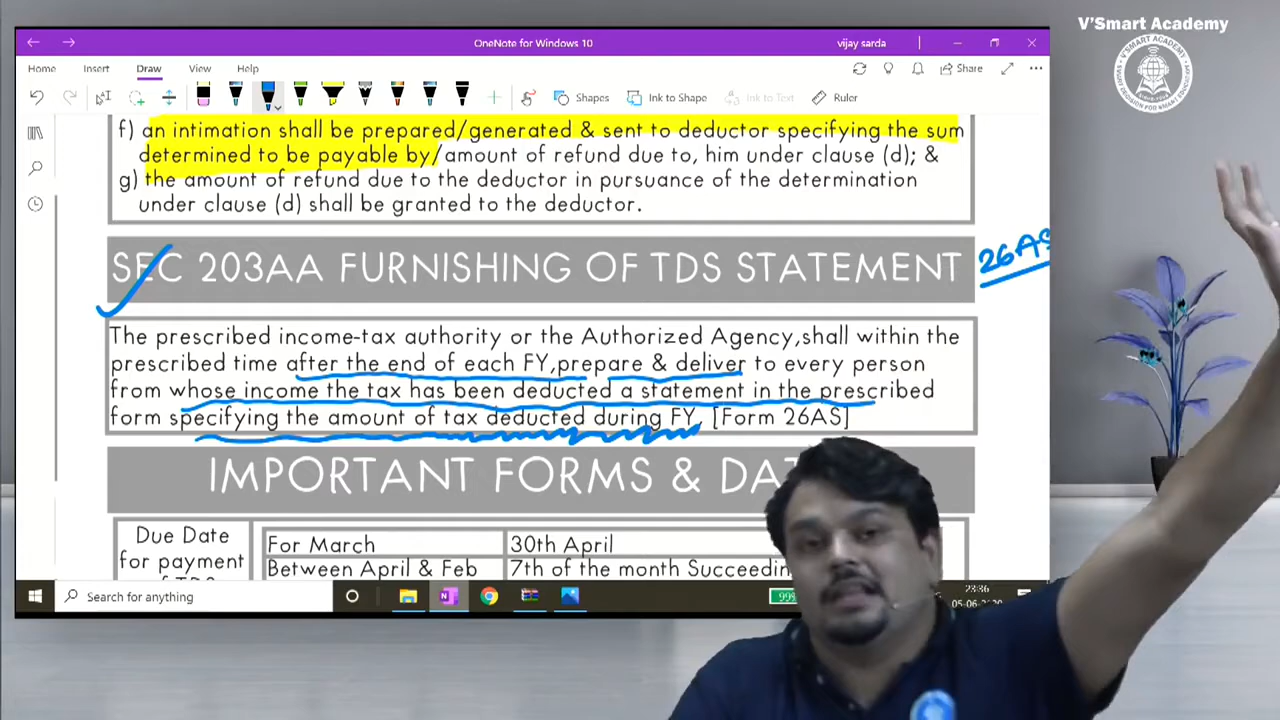 V'Smart Academy
OneNote for Windows 10
vijay sarda
Home Insert Draw View Help
Share
Shapes Ink to Shape Ink to Text Ruler
f) an intimation shall be prepared/generated & sent to deductor specifying the sum
determined to be payable by/amount of refund due to, him under clause (d); &
g) the amount of refund due to the deductor in pursuance of the determination
under clause (d) shall be granted to the deductor.
SEC 203AA FURNISHING OF TDS STATEMENT
26AS
The prescribed income-tax authority or the Authorized Agency,shall within the
prescribed time after the end of each FY,prepare & deliver to every person
from whose income the tax has been deducted a statement in the prescribed
form specifying the amount of tax deducted during FY, [Form 26AS]
IMPORTANT FORMS &
Due Date
for payment
For March 30th April
Between April & Feb 7th of the month
Search for anything
99%
23:36